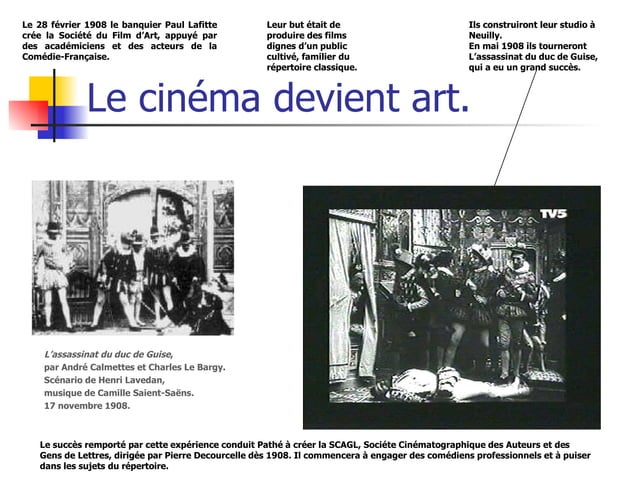 Le 28 février 1908 le banquier Paul Lafitte
crée la Société du Film d’Art, appuyé par
des académiciens et des acteurs de la
Comédie-Française.
Leur but était de
produire des films
dignes d’un public
cultivé, familier du
répertoire classique.
Ils construiront leur studio à
Neuilly.
En mai 1908 ils tourneront
L’assassinat du duc de Guise,
qui a eu un grand succès.
Le cinéma devient art.
TV5
L’assassinat du duc de Guise,
par André Calmettes et Charles Le Bargy.
Scénario de Henri Lavedan,
musique de Camille Saient-Saëns.
17 novembre 1908.
Le succès remporté par cette expérience conduit Pathé à créer la SCAGL, Sociéte Cinématographique des Auteurs et des
Gens de Lettres, dirigée par Pierre Decourcelle dès 1908. Il commencera à engager des comédiens professionnels et à puiser
dans les sujets du répertoire.